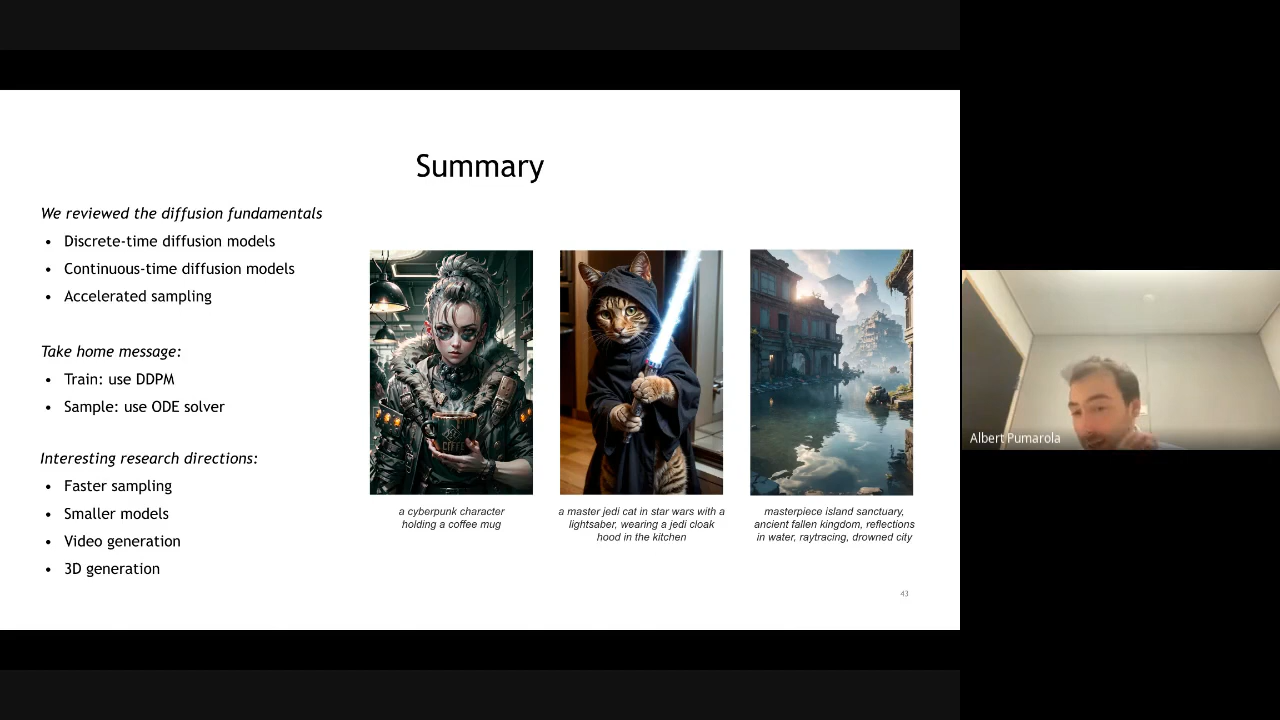 Summary
We reviewed the diffusion fundamentals
• Discrete-time diffusion models
• Continuous-time diffusion models
• Accelerated sampling
Take home message:
• Train: use DDPM
• Sample: use ODE solver
Interesting research directions:
• Faster sampling
• Smaller models
• Video generation
• 3D generation
COFFEE
a cyberpunk character
holding a coffee mug
a master jedi cat in star wars with a
lightsaber, wearing a jedi cloak
hood in the kitchen
masterpiece island sanctuary,
ancient fallen kingdom, reflections
in water, raytracing, drowned city
43
Albert Pumarola